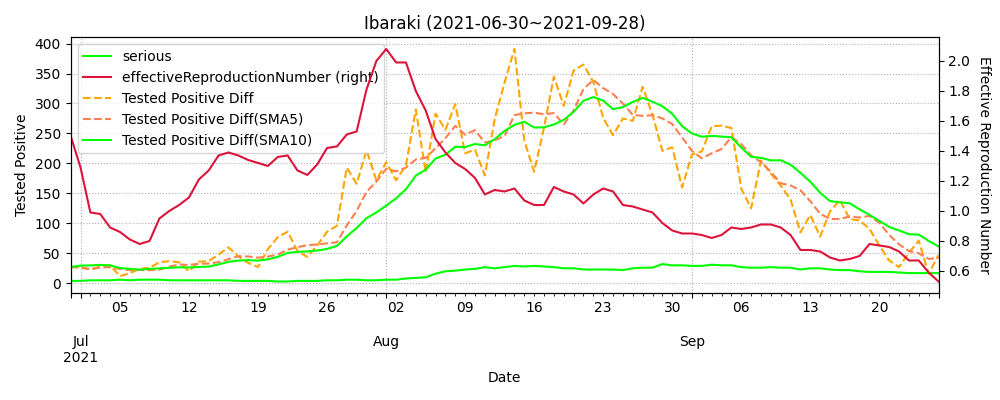 Ibaraki (2021-06-30~2021-09-28)
400
350
300
250
200
150
100
50
0
Tested Positive
serious
effectiveReproductionNumber (right)
Tested Positive Diff
Tested Positive Diff(SMA5)
Tested Positive Diff(SMA10)
2.0
1.8
1.6
1.4
1.2
1.0
0.8
0.6
Effective Reproduction Number
05 12 19 26 02 09 16 23 30 06 13 20
Jul Aug Sep
2021
Date